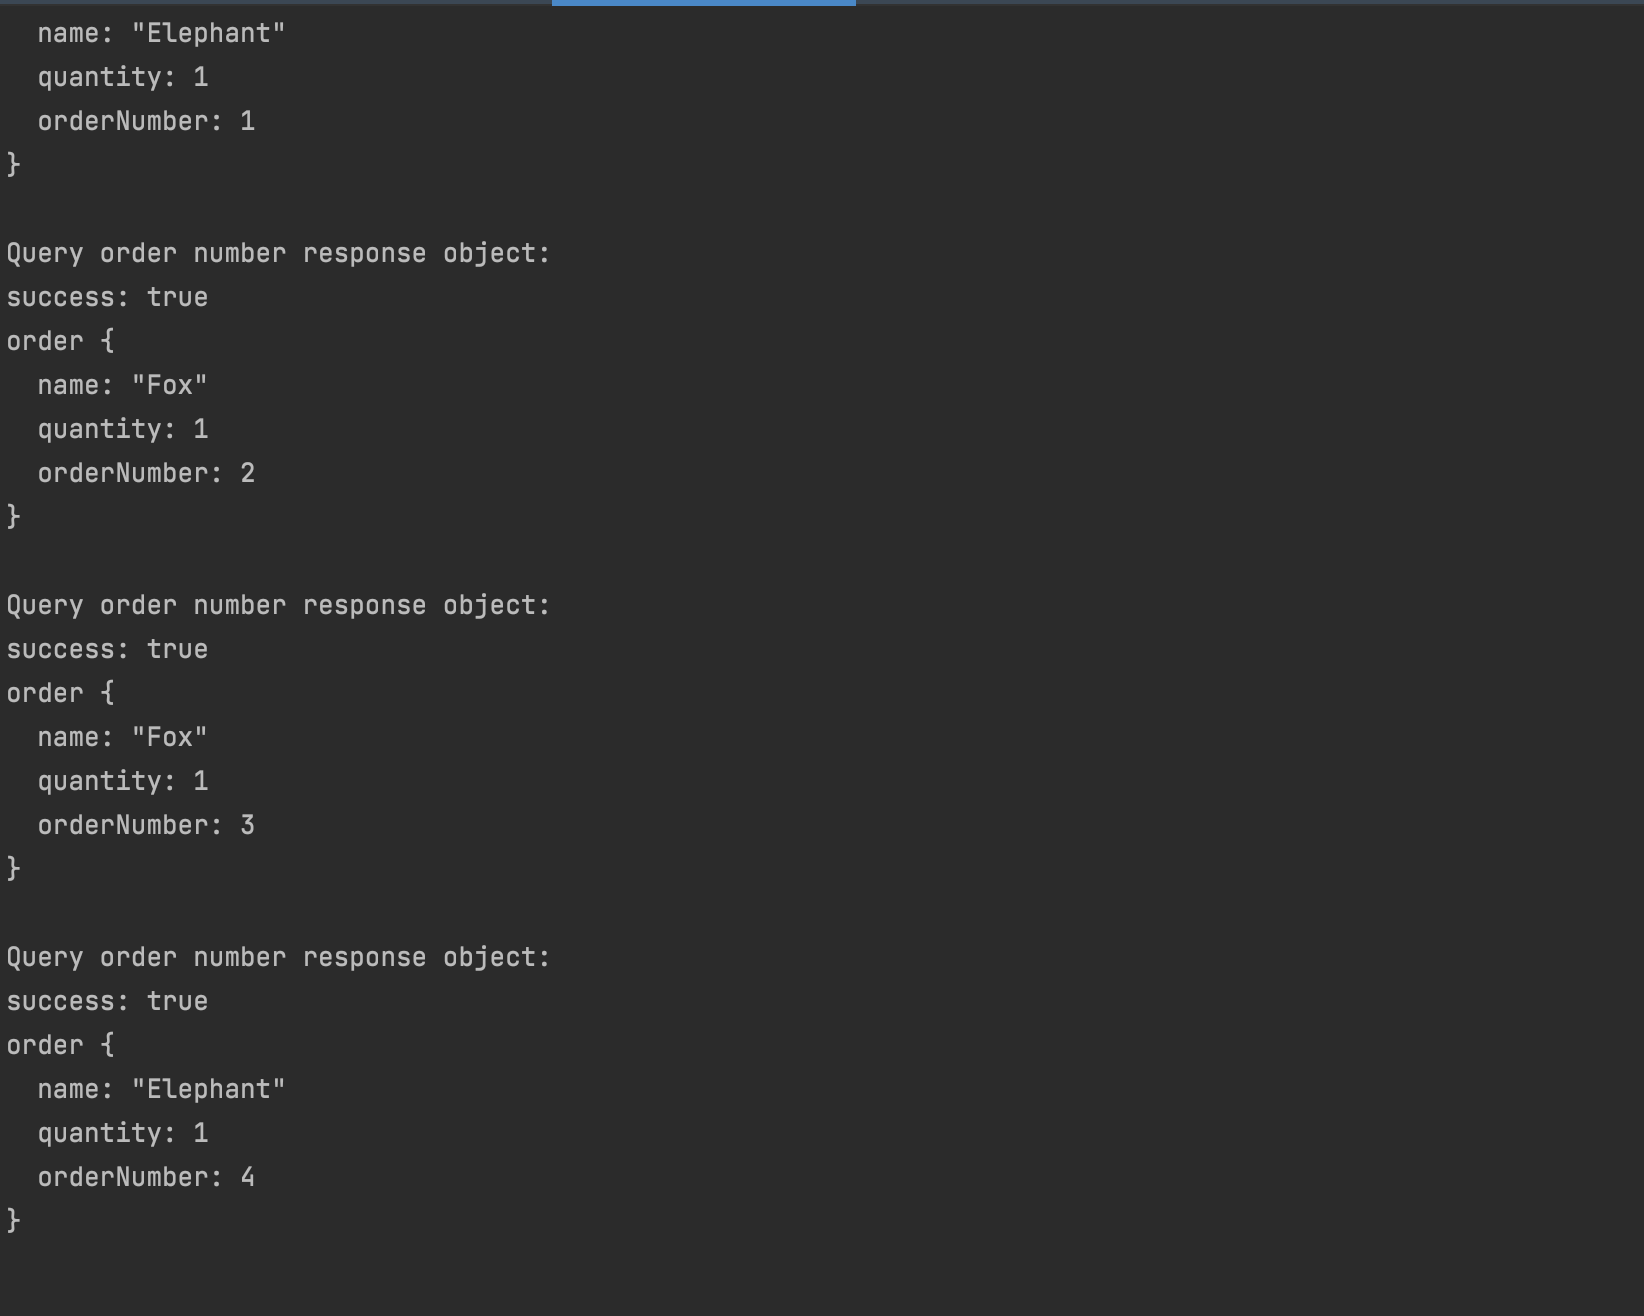 name: "Elephant"
  quantity: 1
  orderNumber: 1
}

Query order number response object:
success: true
order {
  name: "Fox"
  quantity: 1
  orderNumber: 2
}

Query order number response object:
success: true
order {
  name: "Fox"
  quantity: 1
  orderNumber: 3
}

Query order number response object:
success: true
order {
  name: "Elephant"
  quantity: 1
  orderNumber: 4
}